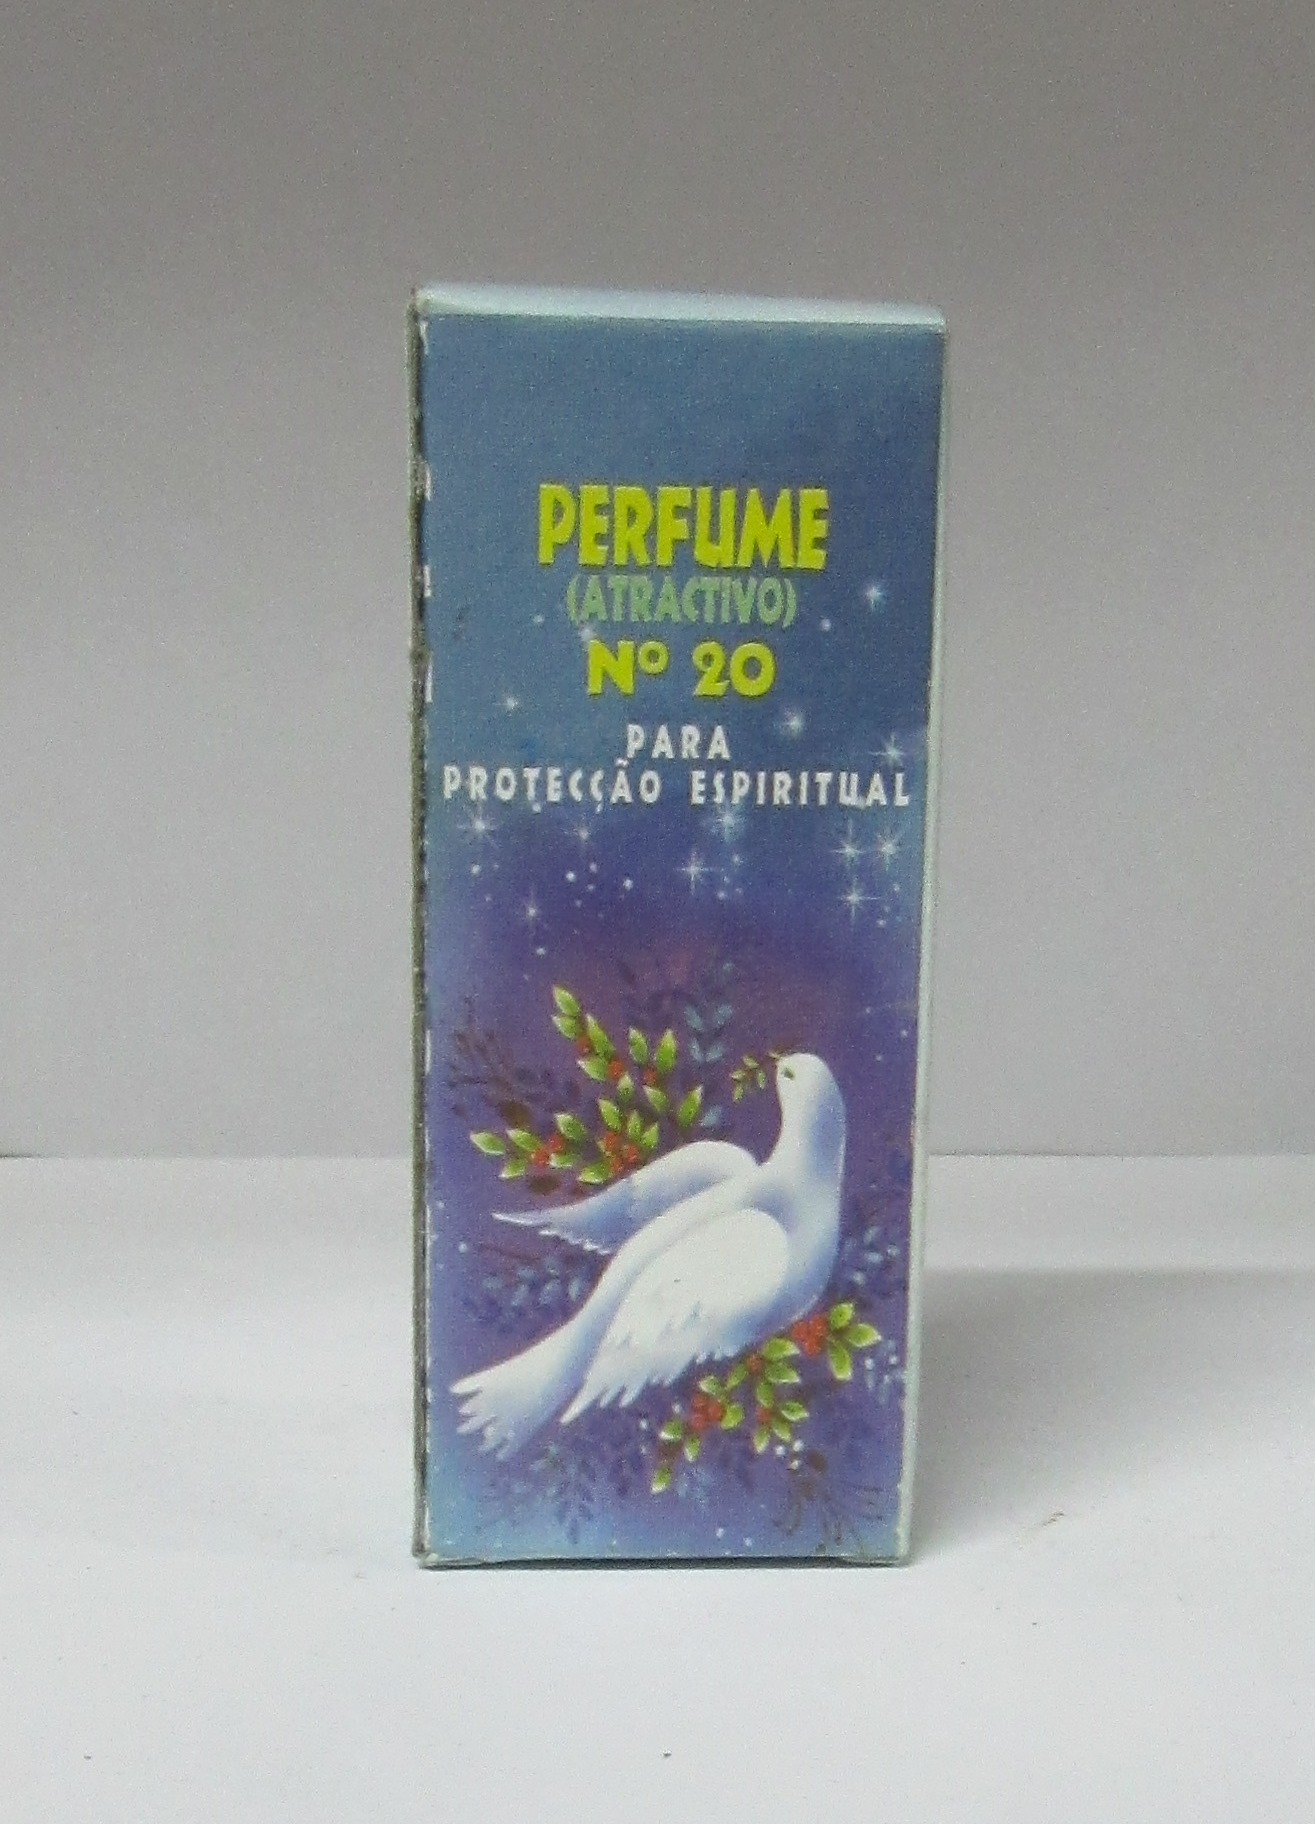 PERFUME
(ATRACTIVO)
Nº 20
PARA
PROTECÇÃO ESPIRITUAL